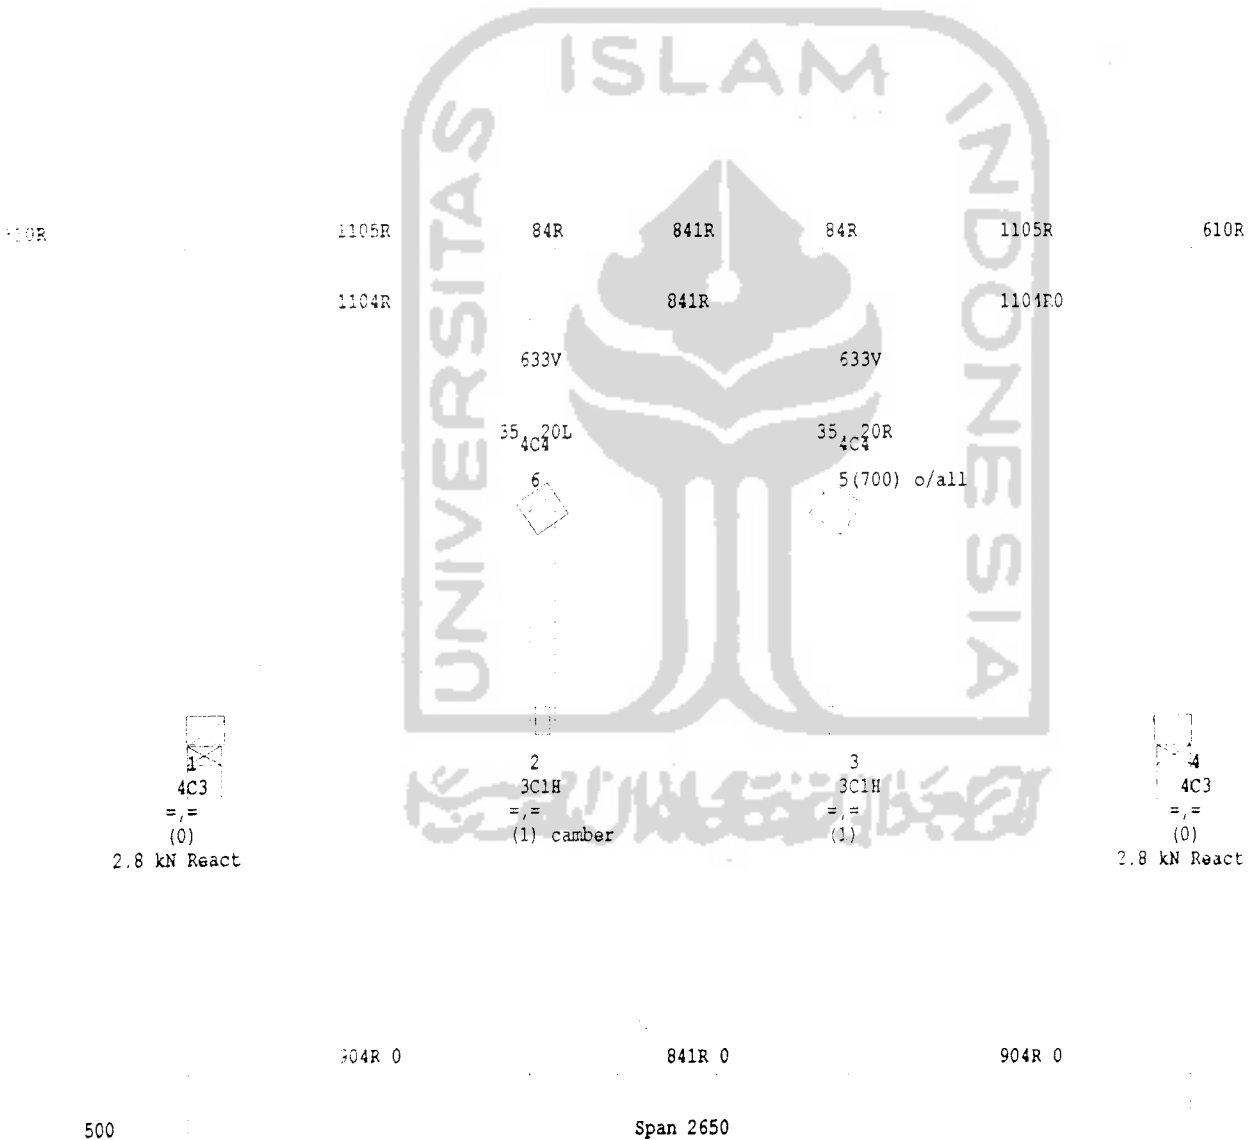 ISLAM
UNIVERSITAS
INDONESIA
1105R 84R 841R 84R 1105R 610R
1104R 841R
633V 633V
35, 20L 35, 20R
4C4 4C4
6 5(700) o/all
1 2 3 4
4C3 3C1H 3C1H 4C3
=,= =,= =,= =,=
(0) (1) camber (1) (0)
2.8 kN React 2.8 kN React
904R 0 841R 0 904R 0
500 Span 2650